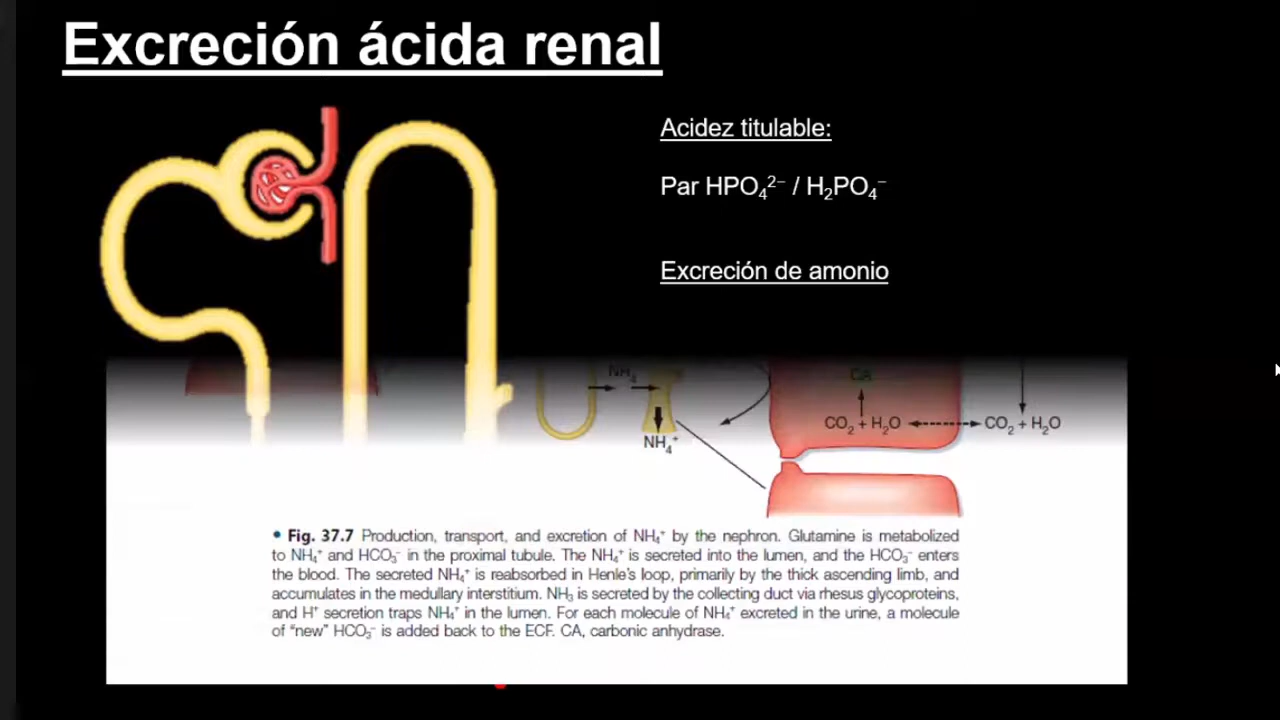 Excreción ácida renal
Acidez titulable:
Par HPO₄²⁻ / H₂PO₄⁻
Excreción de amonio
NH₄
CA
CO₂ + H₂O
CO₂ + H₂O
NH₄⁺
• Fig. 37.7 Production, transport, and excretion of NH₄⁺ by the nephron. Glutamine is metabolized
to NH₄⁺ and HCO₃⁻ in the proximal tubule. The NH₄⁺ is secreted into the lumen, and the HCO₃⁻ enters
the blood. The secreted NH₄⁺ is reabsorbed in Henle's loop, primarily by the thick ascending limb, and
accumulates in the medullary interstitium. NH₃ is secreted by the collecting duct via rhesus glycoproteins,
and H⁺ secretion traps NH₄⁺ in the lumen. For each molecule of NH₄⁺ excreted in the urine, a molecule
of "new" HCO₃⁻ is added back to the ECF. CA, carbonic anhydrase.